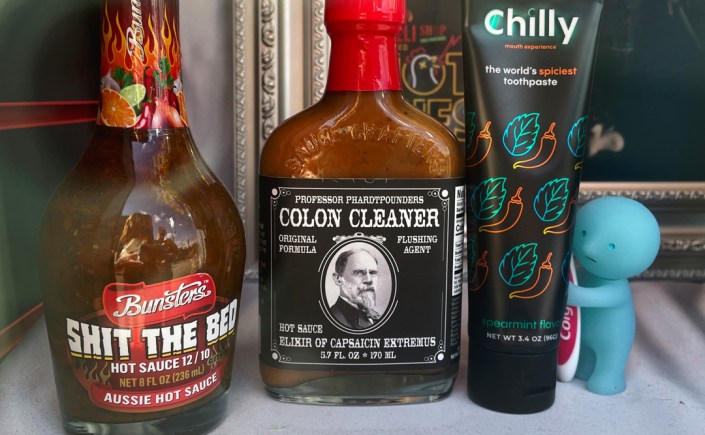 Bunsters
SHIT THE BED
HOT SAUCE 12/10
NET 8 FL OZ (236 mL)
AUSSIE HOT SAUCE
PROFESSOR PHARDTPOUNDERS
COLON CLEANER
ORIGINAL FORMULA
FLUSHING AGENT
HOT SAUCE
ELIXIR OF CAPSAICIN EXTREMUS
5.7 FL. OZ * 170 ML
Chilly
mouth experience
the world's spiciest
toothpaste
spearmint flavo
NET WT 3.4 OZ (96G)
Colg